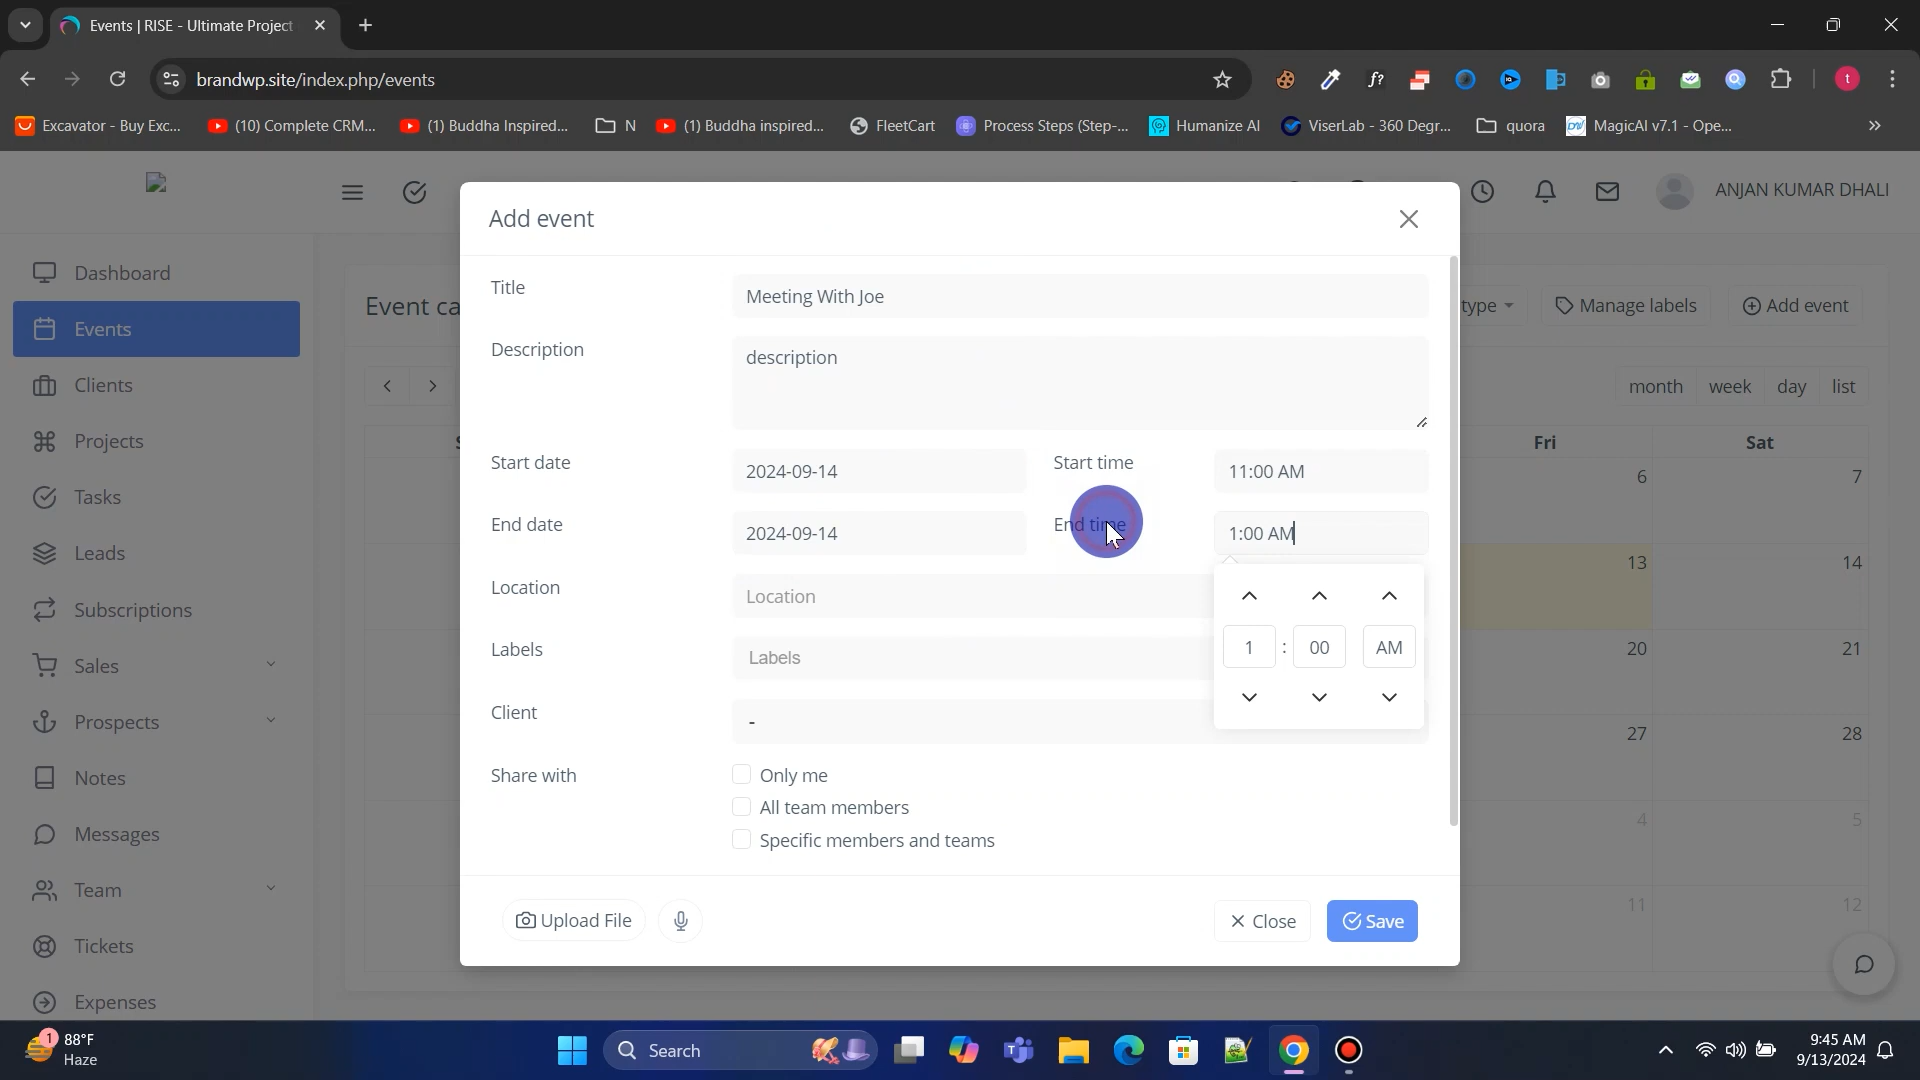 Events | RISE - Ultimate Project
brandwp.site/index.php/events
f?
t
Excavator - Buy Exc...
(10) Complete CRM...
(1) Buddha Inspired...
N
(1) Buddha inspired...
FleetCart
Process Steps (Step-...
Humanize AI
ViserLab - 360 Degr...
quora
MagicAI v7.1 - Ope...
ANJAN KUMAR DHALI
Dashboard
Events
Clients
Projects
Tasks
Leads
Subscriptions
Sales
Prospects
Notes
Messages
Team
Tickets
Expenses
Event ca
type
Manage labels
Add event
month
week
day
list
S
Fri
Sat
6
7
13
14
20
21
27
28
4
5
11
12
Add event
Title
Meeting With Joe
Description
description
Start date
2024-09-14
Start time
11:00 AM
End date
2024-09-14
End time
1:00 AM
Location
Location
1 : 00 AM
Labels
Labels
Client
-
Share with
Only me
All team members
Specific members and teams
Upload File
Close
Save
1
88°F
Haze
Search
9:45 AM
9/13/2024